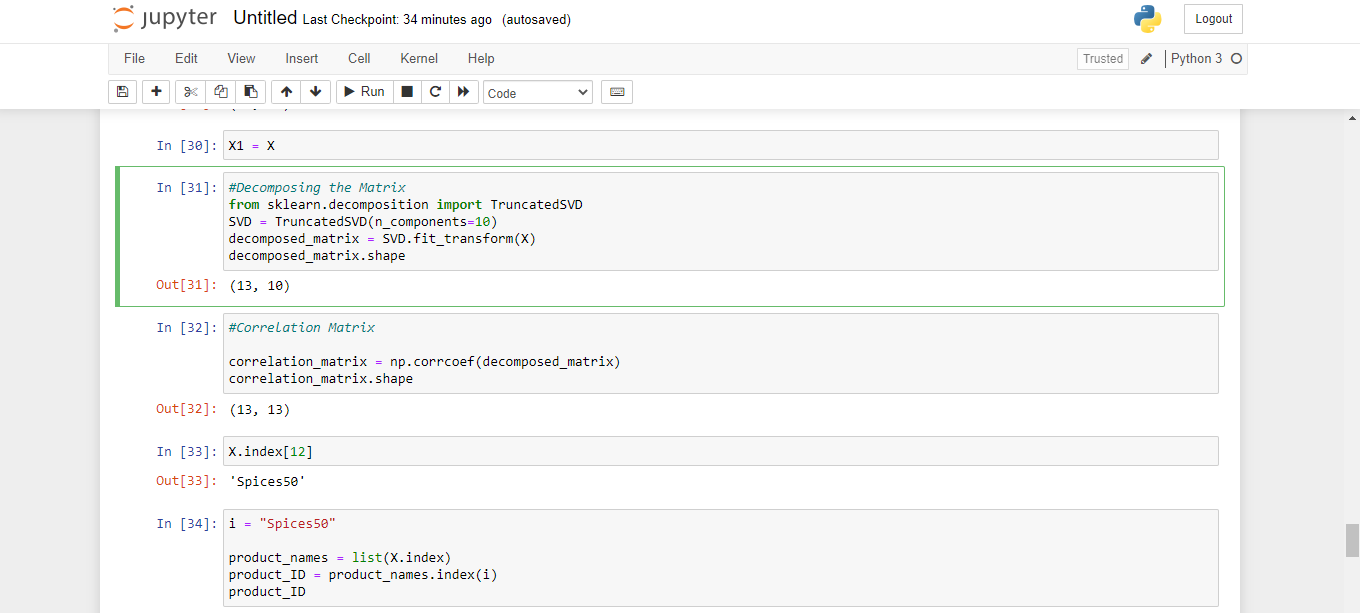 jupyter Untitled Last Checkpoint: 34 minutes ago (autosaved) Logout
File Edit View Insert Cell Kernel Help Trusted Python 3
Run Code
In [30]: X1 = X
In [31]: #Decomposing the Matrix
from sklearn.decomposition import TruncatedSVD
SVD = TruncatedSVD(n_components=10)
decomposed_matrix = SVD.fit_transform(X)
decomposed_matrix.shape
Out[31]: (13, 10)
In [32]: #Correlation Matrix
correlation_matrix = np.corrcoef(decomposed_matrix)
correlation_matrix.shape
Out[32]: (13, 13)
In [33]: X.index[12]
Out[33]: 'Spices50'
In [34]: i = "Spices50"
product_names = list(X.index)
product_ID = product_names.index(i)
product_ID